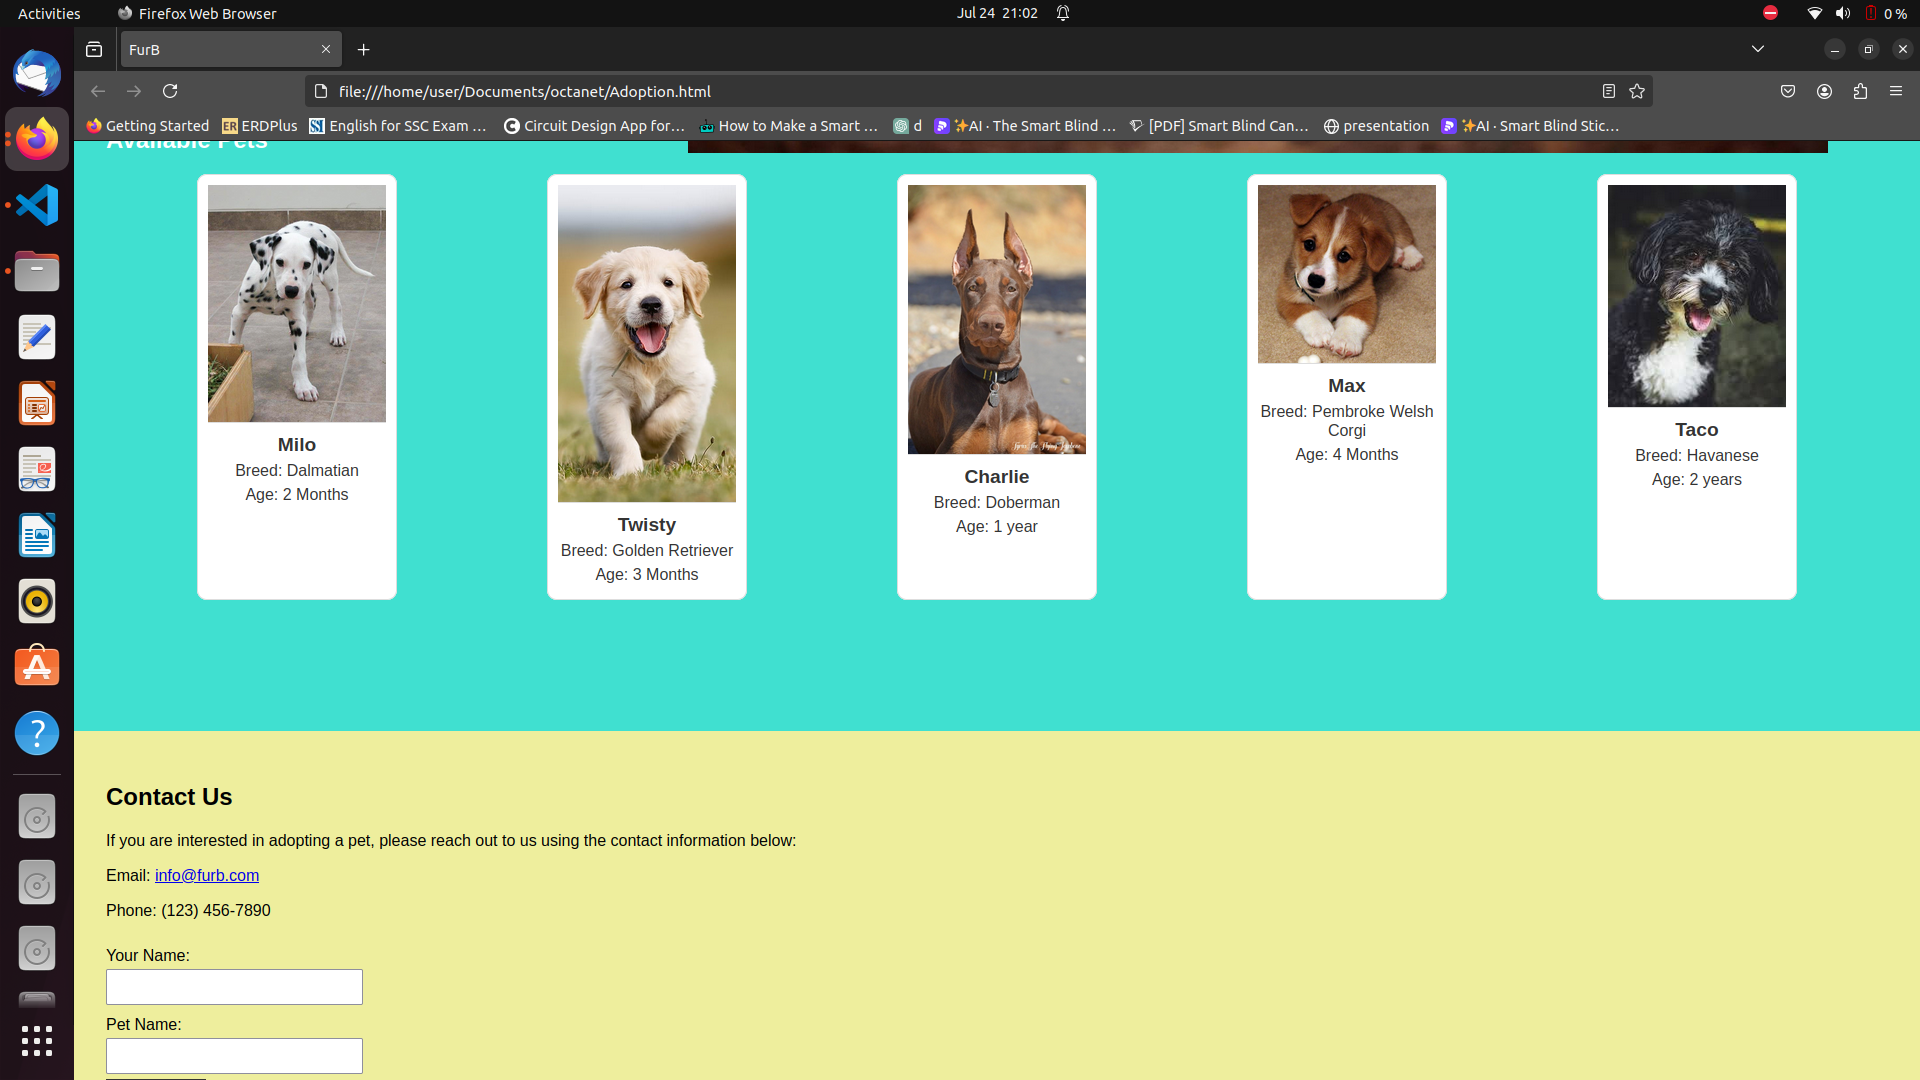 Activities
Firefox Web Browser
Jul 24 21:02
0 %
FurB
file:///home/user/Documents/octanet/Adoption.html
Getting Started
ER ERDPlus
English for SSC Exam …
Circuit Design App for…
How to Make a Smart …
d
✨AI · The Smart Blind …
[PDF] Smart Blind Can…
presentation
✨AI · Smart Blind Stic…
Available Pets
Milo
Breed: Dalmatian
Age: 2 Months
Twisty
Breed: Golden Retriever
Age: 3 Months
Charlie
Breed: Doberman
Age: 1 year
Max
Breed: Pembroke Welsh
Corgi
Age: 4 Months
Taco
Breed: Havanese
Age: 2 years
Contact Us
If you are interested in adopting a pet, please reach out to us using the contact information below:
Email: info@furb.com
Phone: (123) 456-7890
Your Name:
Pet Name: